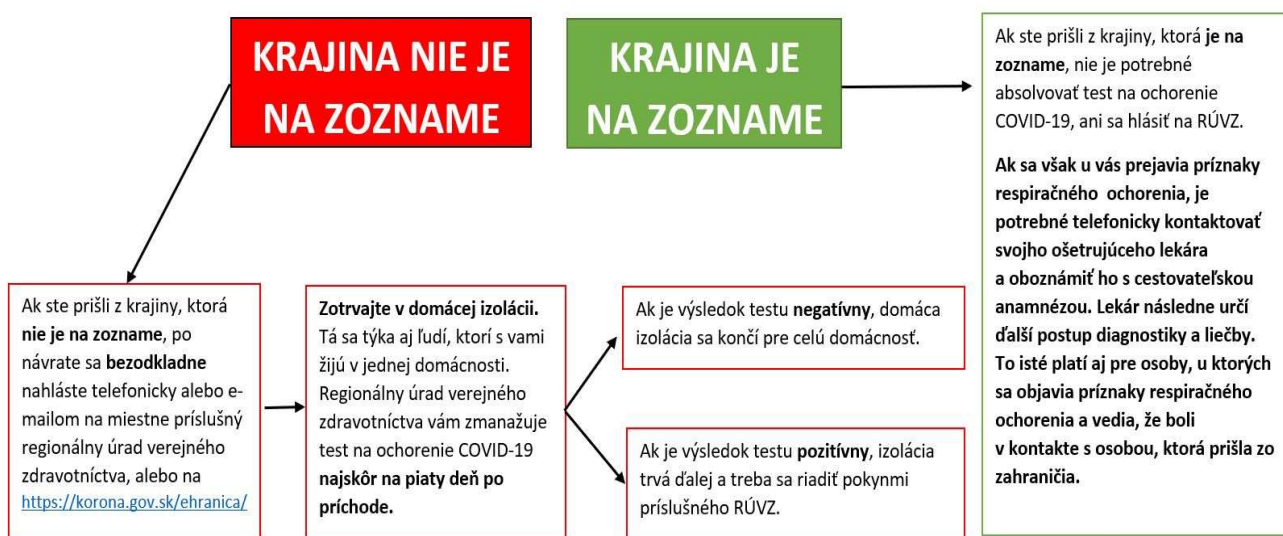 KRAJINA NIE JE
NA ZOZNAME
KRAJINA JE
NA ZOZNAME
Ak ste prišli z krajiny, ktorá je na
zozname, nie je potrebné
absolvovať test na ochorenie
COVID-19, ani sa hlásiť na RÚVZ.
Ak sa však u vás prejavia príznaky
respiračného ochorenia, je
potrebné telefonicky kontaktovať
svojho ošetrujúceho lekára
a oboznámiť ho s cestovateľskou
anamnézou. Lekár následne určí
ďalší postup diagnostiky a liečby.
To isté platí aj pre osoby, u ktorých
sa objavia príznaky respiračného
ochorenia a vedia, že boli
v kontakte s osobou, ktorá prišla zo
zahraničia.
Ak ste prišli z krajiny, ktorá
nie je na zozname, po
návrate sa bezodkladne
nahláste telefonicky alebo e-
mailom na miestne príslušný
regionálny úrad verejného
zdravotníctva, alebo na
https://korona.gov.sk/ehranica/
Zotrvajte v domácej izolácii.
Tá sa týka aj ľudí, ktorí s vami
žijú v jednej domácnosti.
Regionálny úrad verejného
zdravotníctva vám zmanažuje
test na ochorenie COVID-19
najskôr na piaty deň po
príchode.
Ak je výsledok testu negatívny, domáca
izolácia sa končí pre celú domácnosť.
Ak je výsledok testu pozitívny, izolácia
trvá ďalej a treba sa riadiť pokynmi
príslušného RÚVZ.